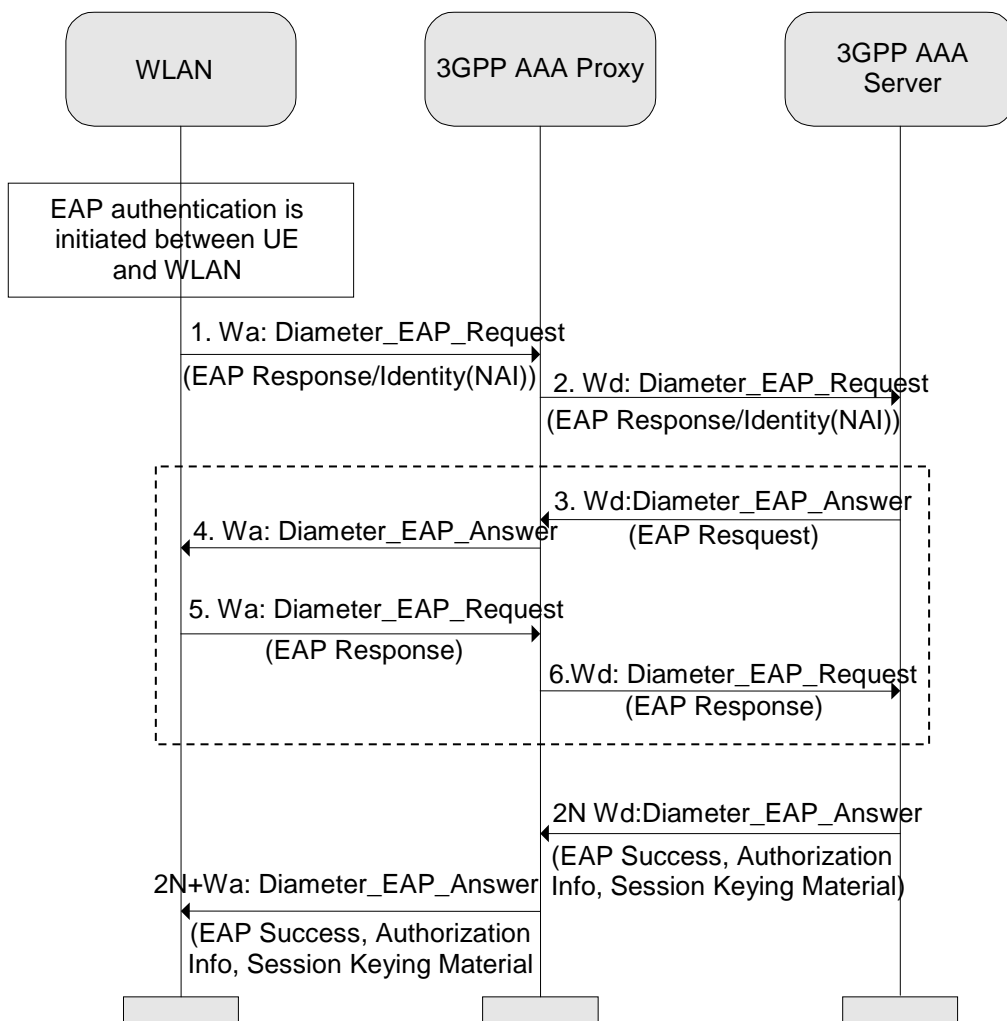 WLAN
3GPP AAA Proxy
3GPP AAA
Server
EAP authentication is
initiated between UE
and WLAN
1. Wa: Diameter_EAP_Request
(EAP Response/Identity(NAI))
2. Wd: Diameter_EAP_Request
(EAP Response/Identity(NAI))
3. Wd:Diameter_EAP_Answer
(EAP Resquest)
4. Wa: Diameter_EAP_Answer
5. Wa: Diameter_EAP_Request
(EAP Response)
6.Wd: Diameter_EAP_Request
(EAP Response)
2N Wd:Diameter_EAP_Answer
(EAP Success, Authorization
Info, Session Keying Material)
2N+Wa: Diameter_EAP_Answer
(EAP Success, Authorization
Info, Session Keying Material